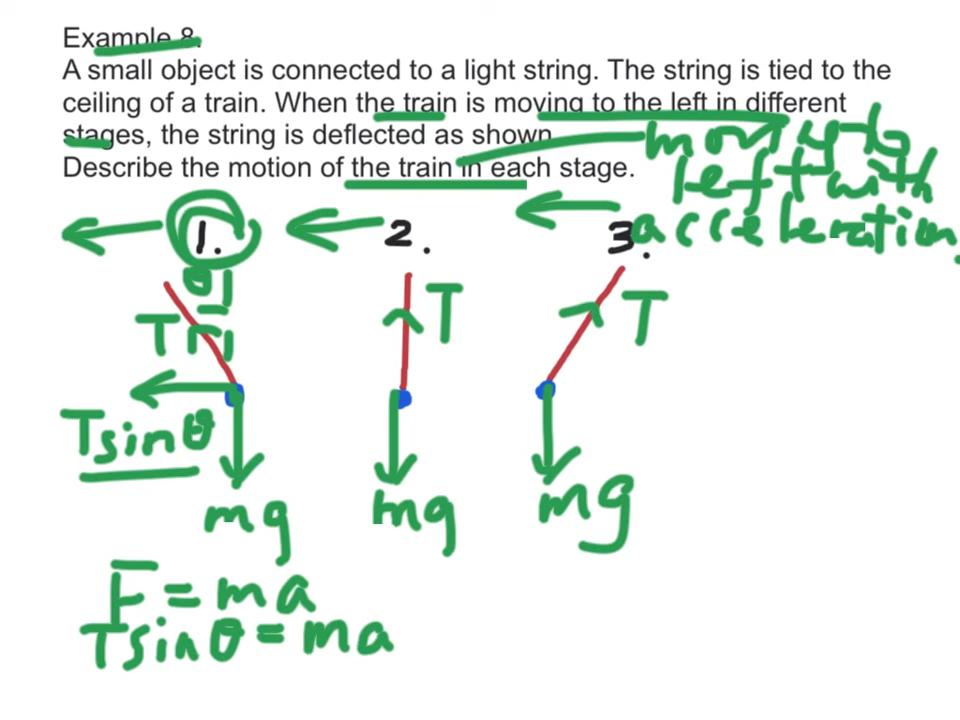 Example 8.
A small object is connected to a light string. The string is tied to the
ceiling of a train. When the train is moving to the left in different
stages, the string is deflected as shown.
Describe the motion of the train in each stage.
moving to
left with
acceleration.
1.
2.
3.
θ
T
T
T
Tsinθ
mg
mg
mg
F = ma
Tsinθ = ma